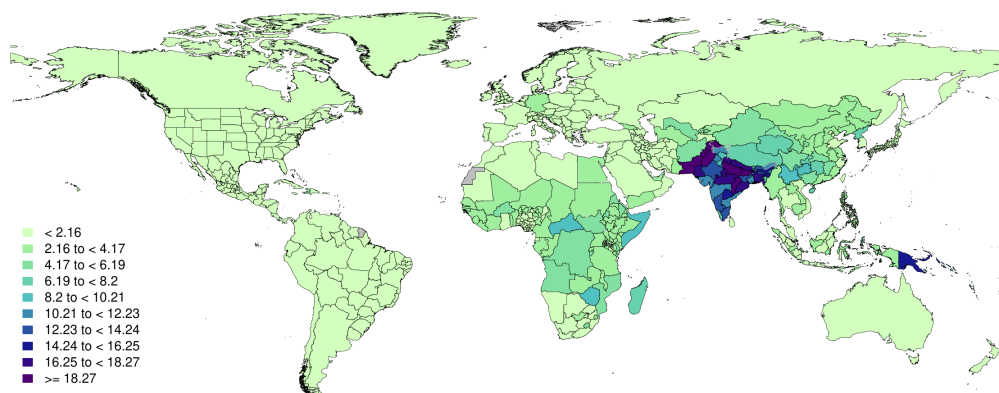 < 2.16
2.16 to < 4.17
4.17 to < 6.19
6.19 to < 8.2
8.2 to < 10.21
10.21 to < 12.23
12.23 to < 14.24
14.24 to < 16.25
16.25 to < 18.27
>= 18.27